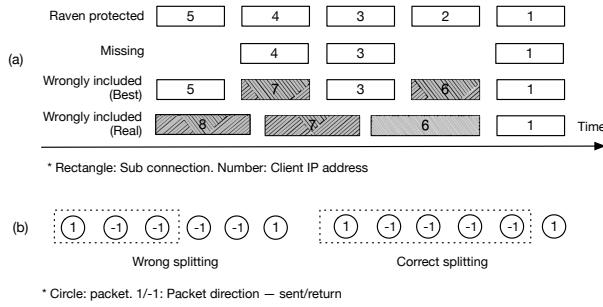 Raven protected 5 4 3 2 1
Missing 4 3 1
(a)
Wrongly included (Best) 5 7 3 6 1
Wrongly included (Real) 8 7 6 1
Time
* Rectangle: Sub connection. Number: Client IP address
(b) 1 -1 -1 -1 -1 1 1 -1 -1 -1 -1 1
Wrong splitting Correct splitting
* Circle: packet. 1/-1: Packet direction — sent/return